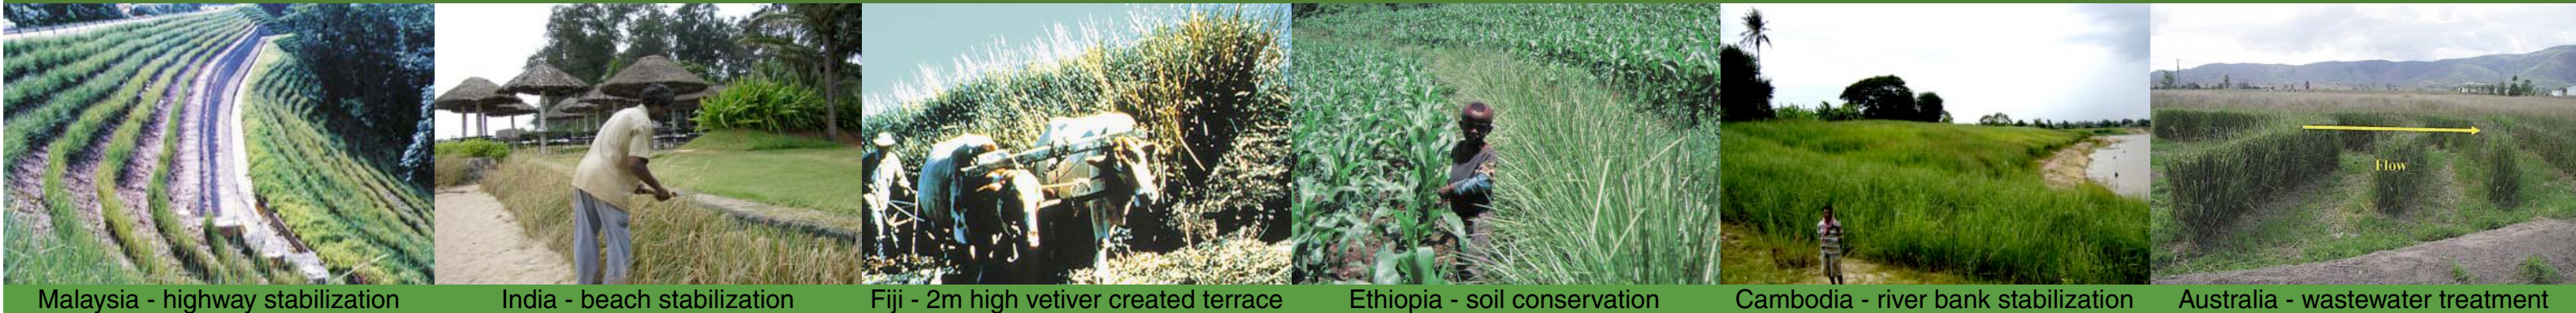 Flow
Malaysia - highway stabilization
India - beach stabilization
Fiji - 2m high vetiver created terrace
Ethiopia - soil conservation
Cambodia - river bank stabilization
Australia - wastewater treatment